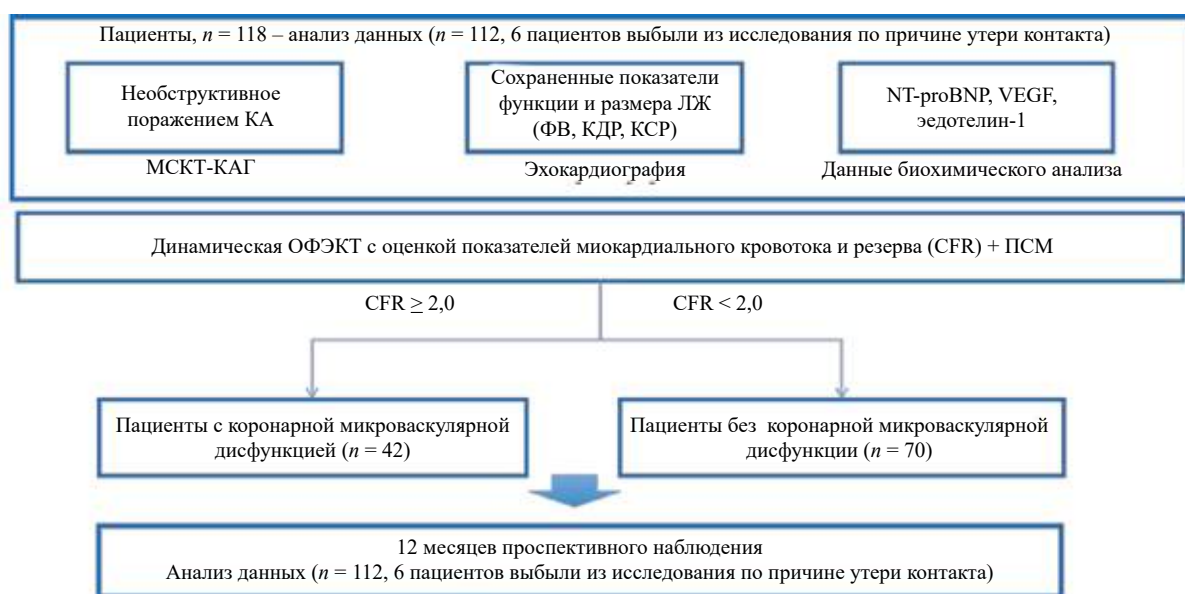 Пациенты, n = 118 – анализ данных (n = 112, 6 пациентов выбыли из исследования по причине утери контакта)
Необструктивное
поражением КА
МСКТ-КАГ
Сохраненные показатели
функции и размера ЛЖ
(ФВ, КДР, КСР)
Эхокардиография
NT-proBNP, VEGF,
эедотелин-1
Данные биохимического анализа
Динамическая ОФЭКТ с оценкой показателей миокардиального кровотока и резерва (CFR) + ПСМ
CFR ≥ 2,0
CFR < 2,0
Пациенты с коронарной микроваскулярной
дисфункцией (n = 42)
Пациенты без коронарной микроваскулярной
дисфункции (n = 70)
12 месяцев проспективного наблюдения
Анализ данных (n = 112, 6 пациентов выбыли из исследования по причине утери контакта)